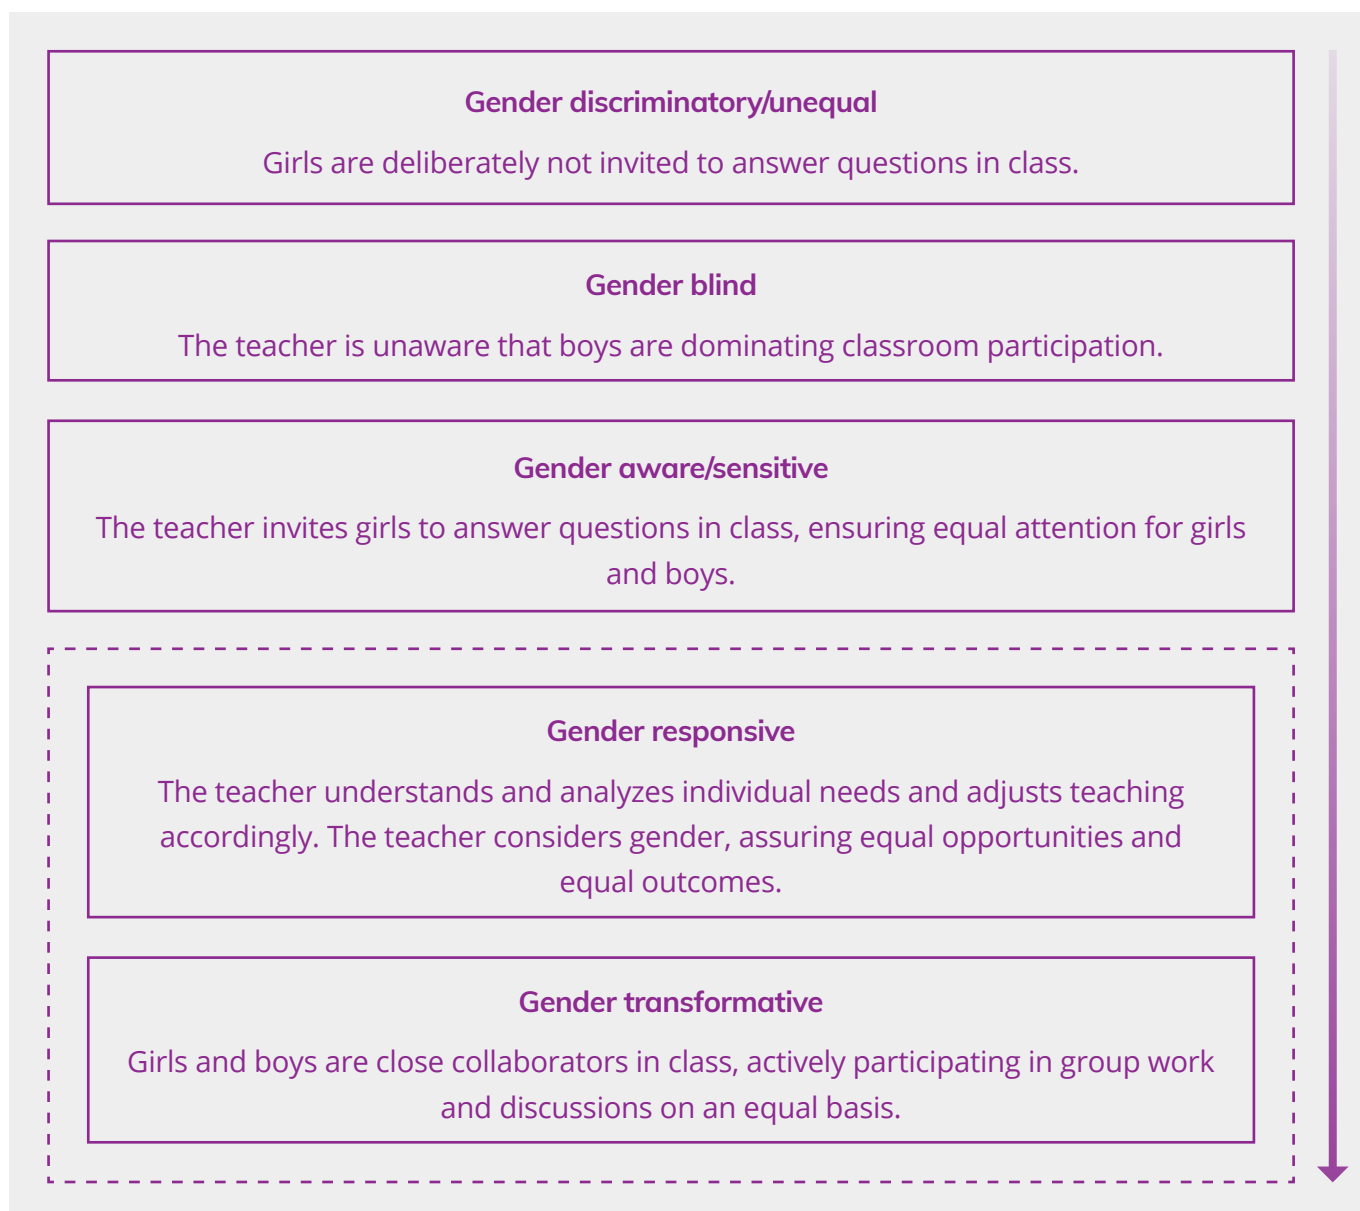 Gender discriminatory/unequal
Girls are deliberately not invited to answer questions in class.
Gender blind
The teacher is unaware that boys are dominating classroom participation.
Gender aware/sensitive
The teacher invites girls to answer questions in class, ensuring equal attention for girls
and boys.
Gender responsive
The teacher understands and analyzes individual needs and adjusts teaching
accordingly. The teacher considers gender, assuring equal opportunities and
equal outcomes.
Gender transformative
Girls and boys are close collaborators in class, actively participating in group work
and discussions on an equal basis.